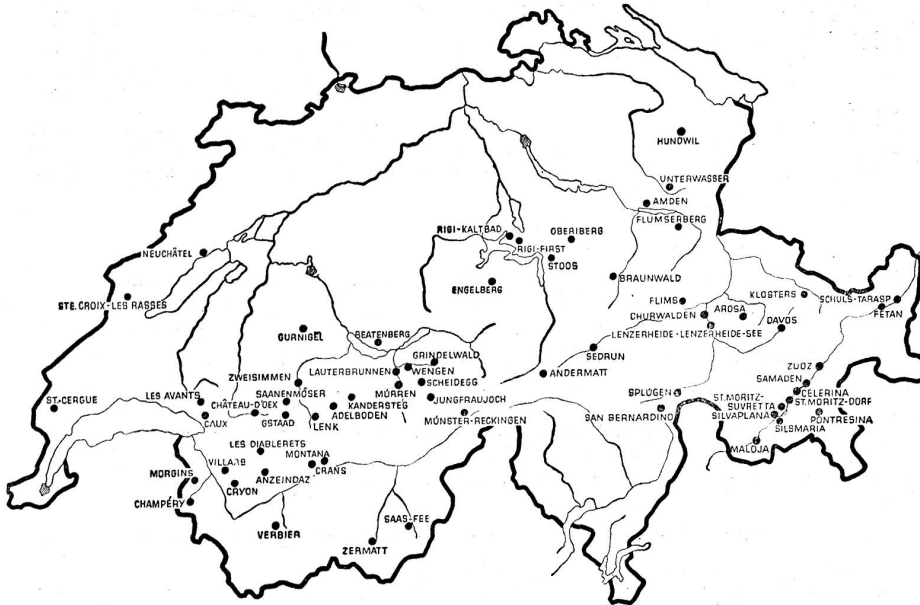 HUNDWIL
UNTERWASSER
AMDEN
FLUMSERBERG
RIGI-KALTBAD
OBERIBERG
RIGI-FIRST
STOOS
NEUCHÂTEL
BRAUNWALD
ENGELBERG
STE. CROIX-LES RASSES
FLIMS
KLOSTERS
SCHULS-TARASP
FETAN
CHURWALDEN
AROSA
DAVOS
GURNIGEL
BEATENBERG
LENZERHEIDE-LENZERHEIDE-SEE
GRINDELWALD
SEDRUN
LAUTERBRUNNEN
WENGEN
ANDERMATT
ZUOZ
ZWEISIMMEN
SCHEIDEGG
SAMADEN
LES AVANTS
SAANENMÖSER
MÜRREN
SPLÜGEN
CELERINA
ST. CERGUE
CHÂTEAU-D'OEX
KANDERSTEG
JUNGFRAUJOCH
ST. MORITZ-
SUVRETTA
ST. MORITZ-DORF
CAUX
GSTAAD
LENK
ADELBODEN
MÜNSTER-RECKINGEN
SAN BERNARDINO
SILVAPLANA
PONTRESINA
SILSMARIA
LES DIABLERETS
MALOJA
MORGINS
VILLARS
MONTANA
ANZEINDAZ
CRANS
CRYON
CHAMPÉRY
VERBIER
SAAS-FEE
ZERMATT